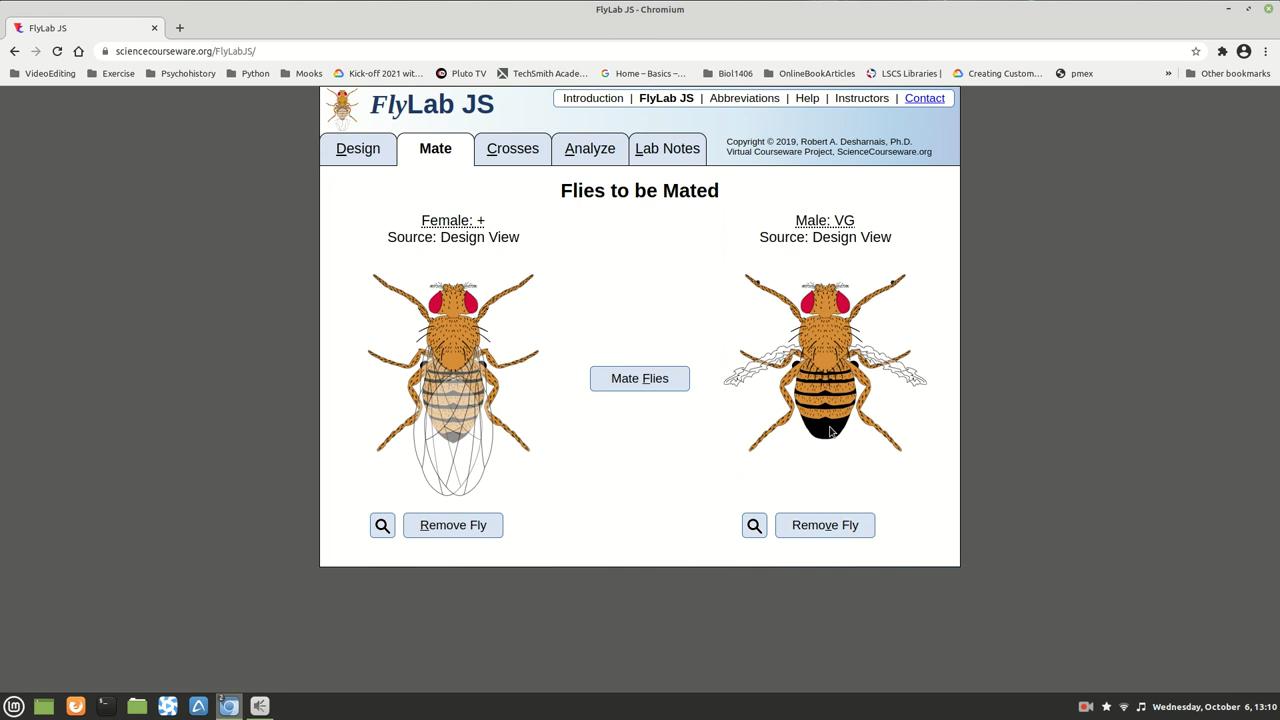 FlyLab JS - Chromium
FlyLab JS
sciencecourseware.org/FlyLabJS/
VideoEditing Exercise Psychohistory Python Mooks Kick-off 2021 wit... Pluto TV TechSmith Acade... Home – Basics –... Biol1406 OnlineBookArticles LSCS Libraries | Creating Custom... pmex » Other bookmarks
FlyLab JS
Introduction | FlyLab JS | Abbreviations | Help | Instructors | Contact
Design Mate Crosses Analyze Lab Notes
Copyright © 2019, Robert A. Desharnais, Ph.D.
Virtual Courseware Project, ScienceCourseware.org
Flies to be Mated
Female: +
Source: Design View
Male: VG
Source: Design View
Mate Flies
Remove Fly
Remove Fly
2
Wednesday, October 6, 13:10